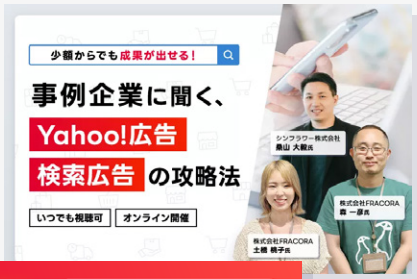 少額からでも成果が出せる！
事例企業に聞く、
Yahoo!広告
検索広告の攻略法
いつでも視聴可
オンライン開催
シンフラワー株式会社
桑山 大毅氏
株式会社FRACORA
森 一彦氏
株式会社FRACORA
土橋 桃子氏